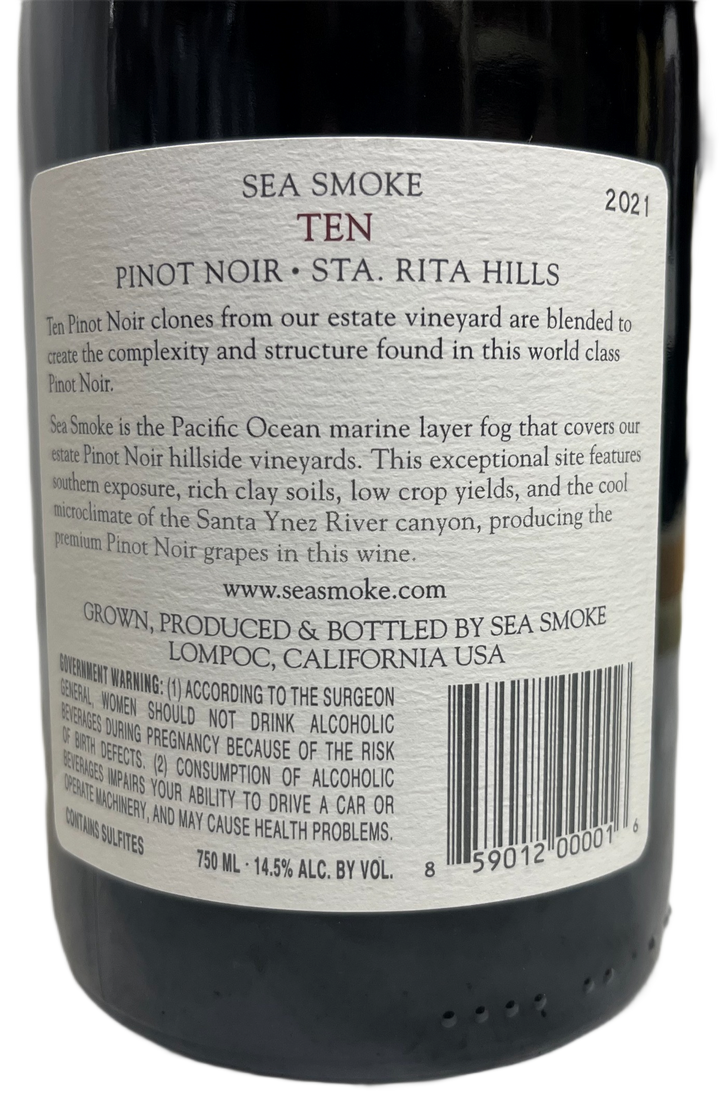 SEA SMOKE
2021
TEN
PINOT NOIR • STA. RITA HILLS
Ten Pinot Noir clones from our estate vineyard are blended to
create the complexity and structure found in this world class
Pinot Noir.
Sea Smoke is the Pacific Ocean marine layer fog that covers our
estate Pinot Noir hillside vineyards. This exceptional site features
southern exposure, rich clay soils, low crop yields, and the cool
microclimate of the Santa Ynez River canyon, producing the
premium Pinot Noir grapes in this wine.
www.seasmoke.com
GROWN, PRODUCED & BOTTLED BY SEA SMOKE
LOMPOC, CALIFORNIA USA
GOVERNMENT WARNING: (1) ACCORDING TO THE SURGEON
GENERAL, WOMEN SHOULD NOT DRINK ALCOHOLIC
BEVERAGES DURING PREGNANCY BECAUSE OF THE RISK
OF BIRTH DEFECTS. (2) CONSUMPTION OF ALCOHOLIC
BEVERAGES IMPAIRS YOUR ABILITY TO DRIVE A CAR OR
OPERATE MACHINERY, AND MAY CAUSE HEALTH PROBLEMS.
CONTAINS SULFITES
750 ML · 14.5% ALC. BY VOL.
8 59012 00001 6